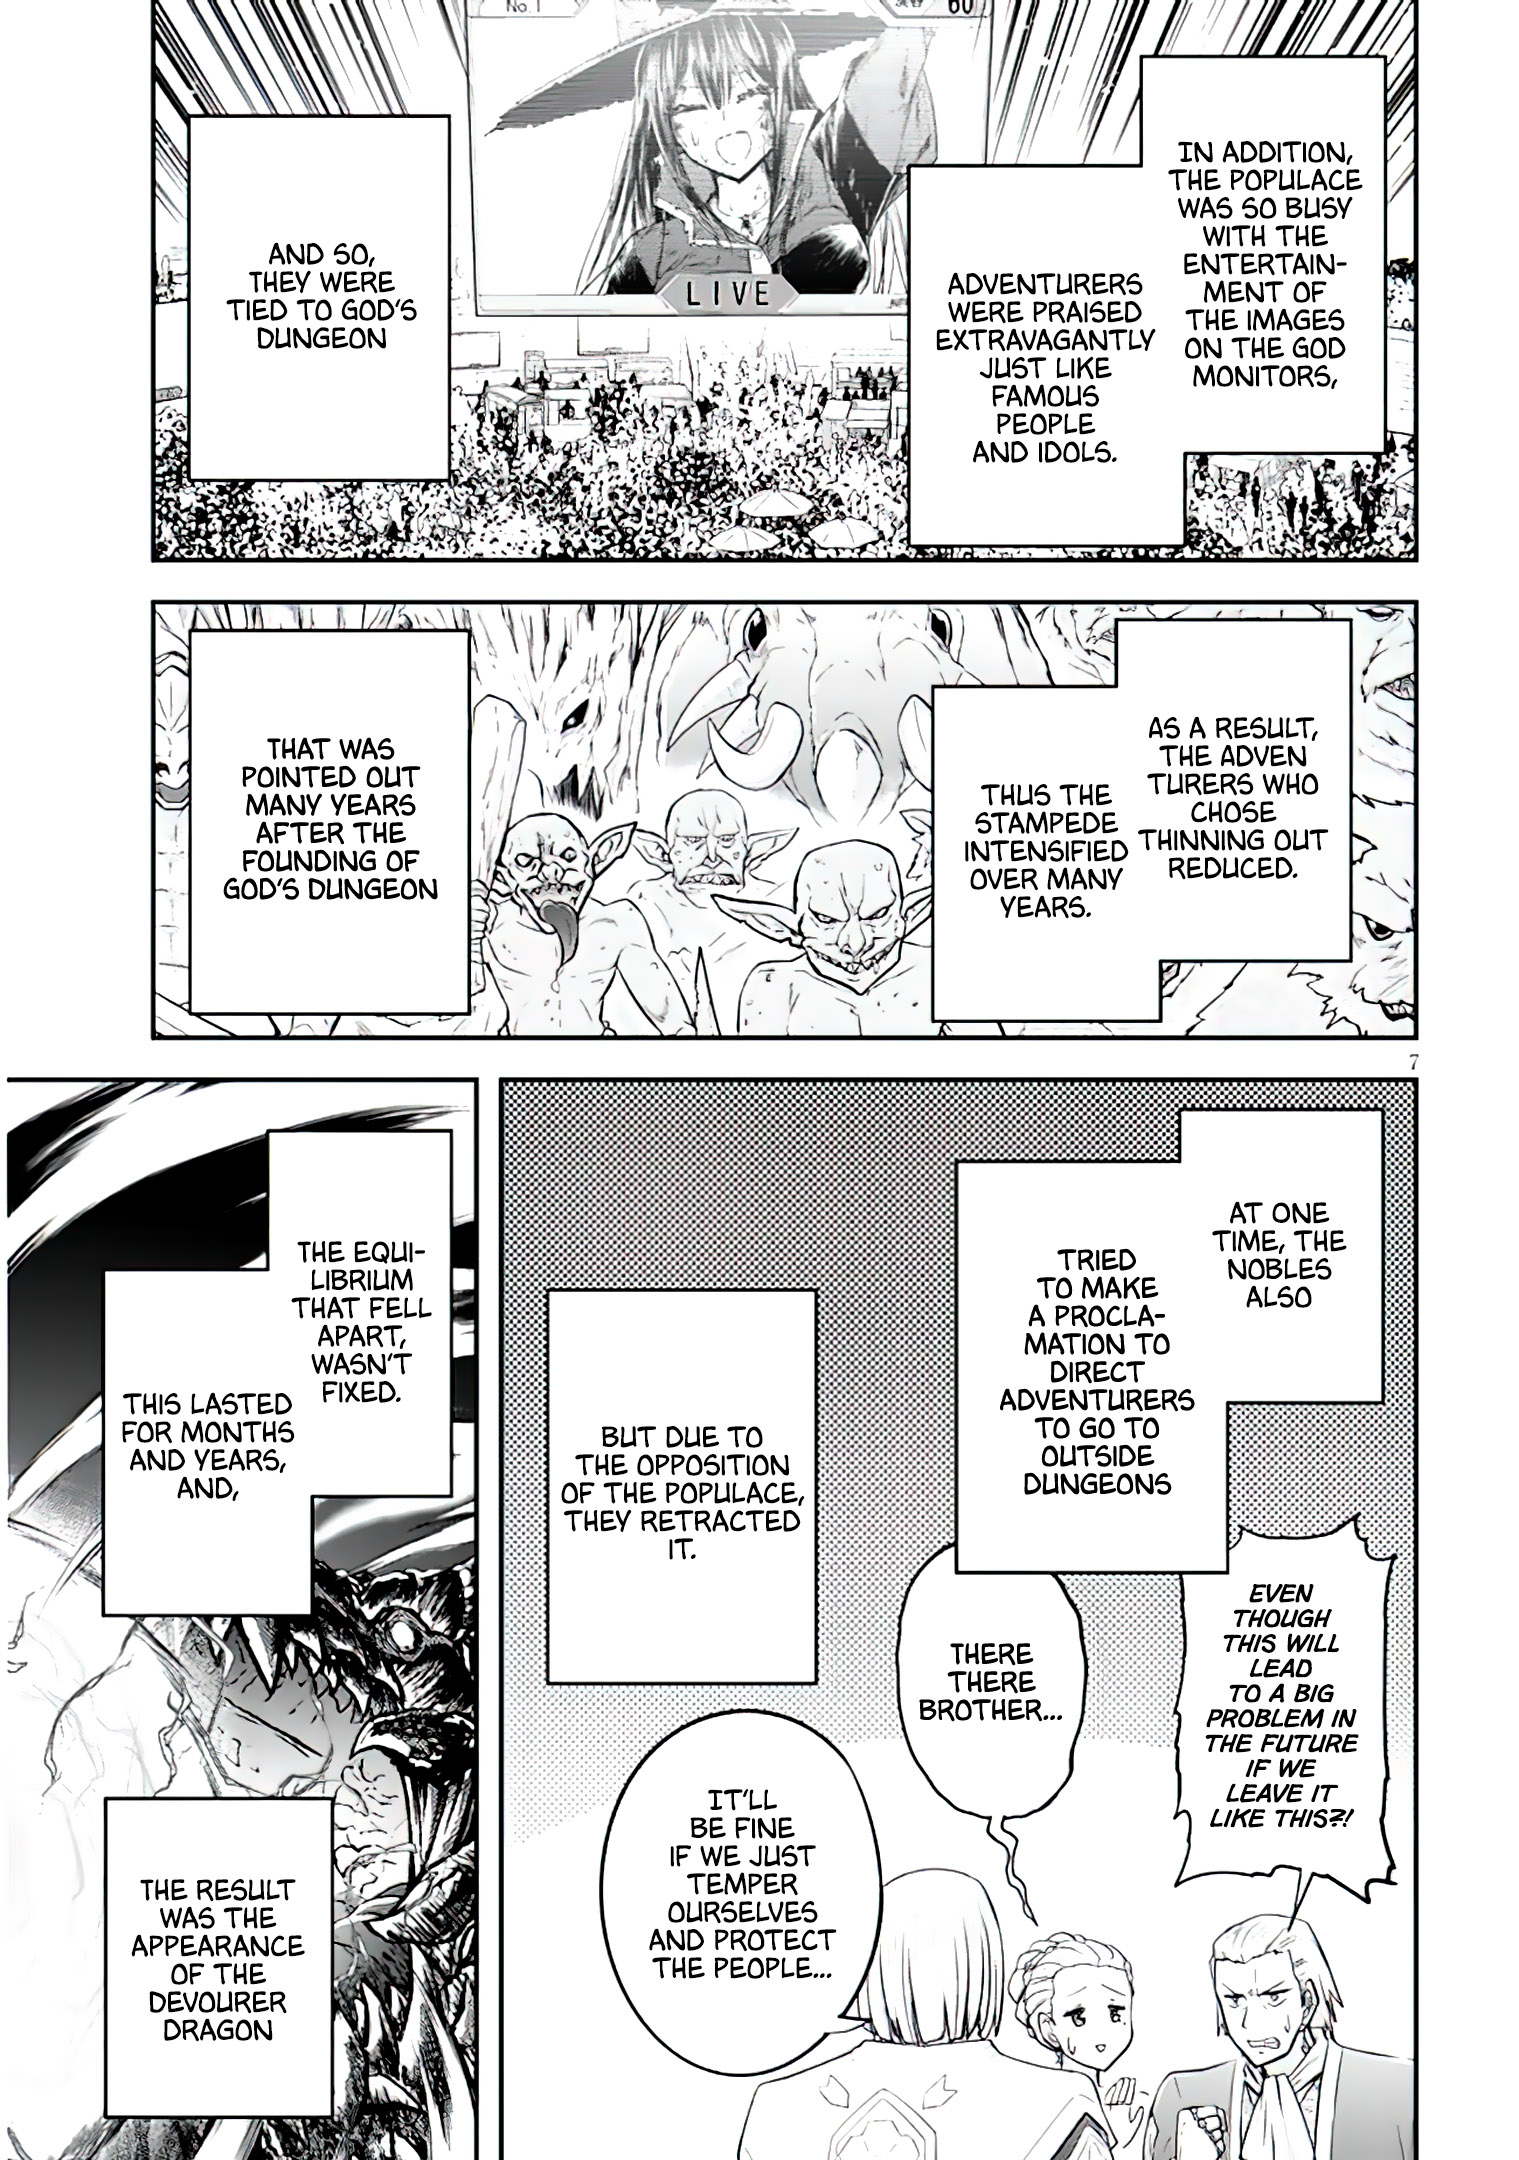 No.1
60
LIVE
IN ADDITION,
THE POPULACE
WAS SO BUSY
WITH THE
ENTERTAIN-
MENT OF
THE IMAGES
ON THE GOD
MONITORS,
ADVENTURERS
WERE PRAISED
EXTRAVAGANTLY
JUST LIKE
FAMOUS
PEOPLE
AND IDOLS.
AND SO,
THEY WERE
TIED TO GOD'S
DUNGEON
AS A RESULT,
THE ADVEN
TURERS WHO
CHOSE
THINNING OUT
REDUCED.
THUS THE
STAMPEDE
INTENSIFIED
OVER MANY
YEARS.
THAT WAS
POINTED OUT
MANY YEARS
AFTER THE
FOUNDING OF
GOD'S DUNGEON
7
AT ONE
TIME, THE
NOBLES
ALSO
TRIED
TO MAKE
A PROCLA-
MATION TO
DIRECT
ADVENTURERS
TO GO TO
OUTSIDE
DUNGEONS
BUT DUE TO
THE OPPOSITION
OF THE POPULACE,
THEY RETRACTED
IT.
EVEN
THOUGH
THIS WILL
LEAD
TO A BIG
PROBLEM IN
THE FUTURE
IF WE
LEAVE IT
LIKE THIS?!
THERE
THERE
BROTHER...
IT'LL
BE FINE
IF WE JUST
TEMPER
OURSELVES
AND PROTECT
THE PEOPLE...
THE EQUI-
LIBRIUM
THAT FELL
APART,
WASN'T
FIXED.
THIS LASTED
FOR MONTHS
AND YEARS,
AND,
THE RESULT
WAS THE
APPEARANCE
OF THE
DEVOURER
DRAGON